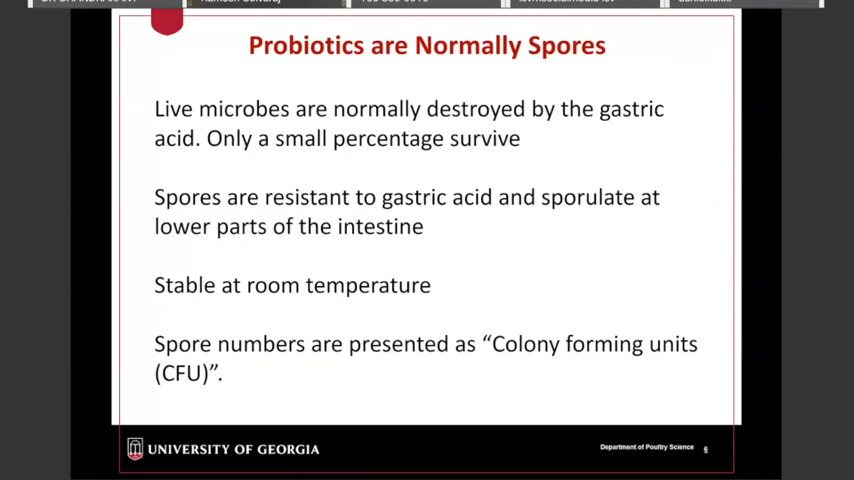 Probiotics are Normally Spores
Live microbes are normally destroyed by the gastric
acid. Only a small percentage survive
Spores are resistant to gastric acid and sporulate at
lower parts of the intestine
Stable at room temperature
Spore numbers are presented as “Colony forming units
(CFU)”.
UNIVERSITY OF GEORGIA
Department of Poultry Science 6